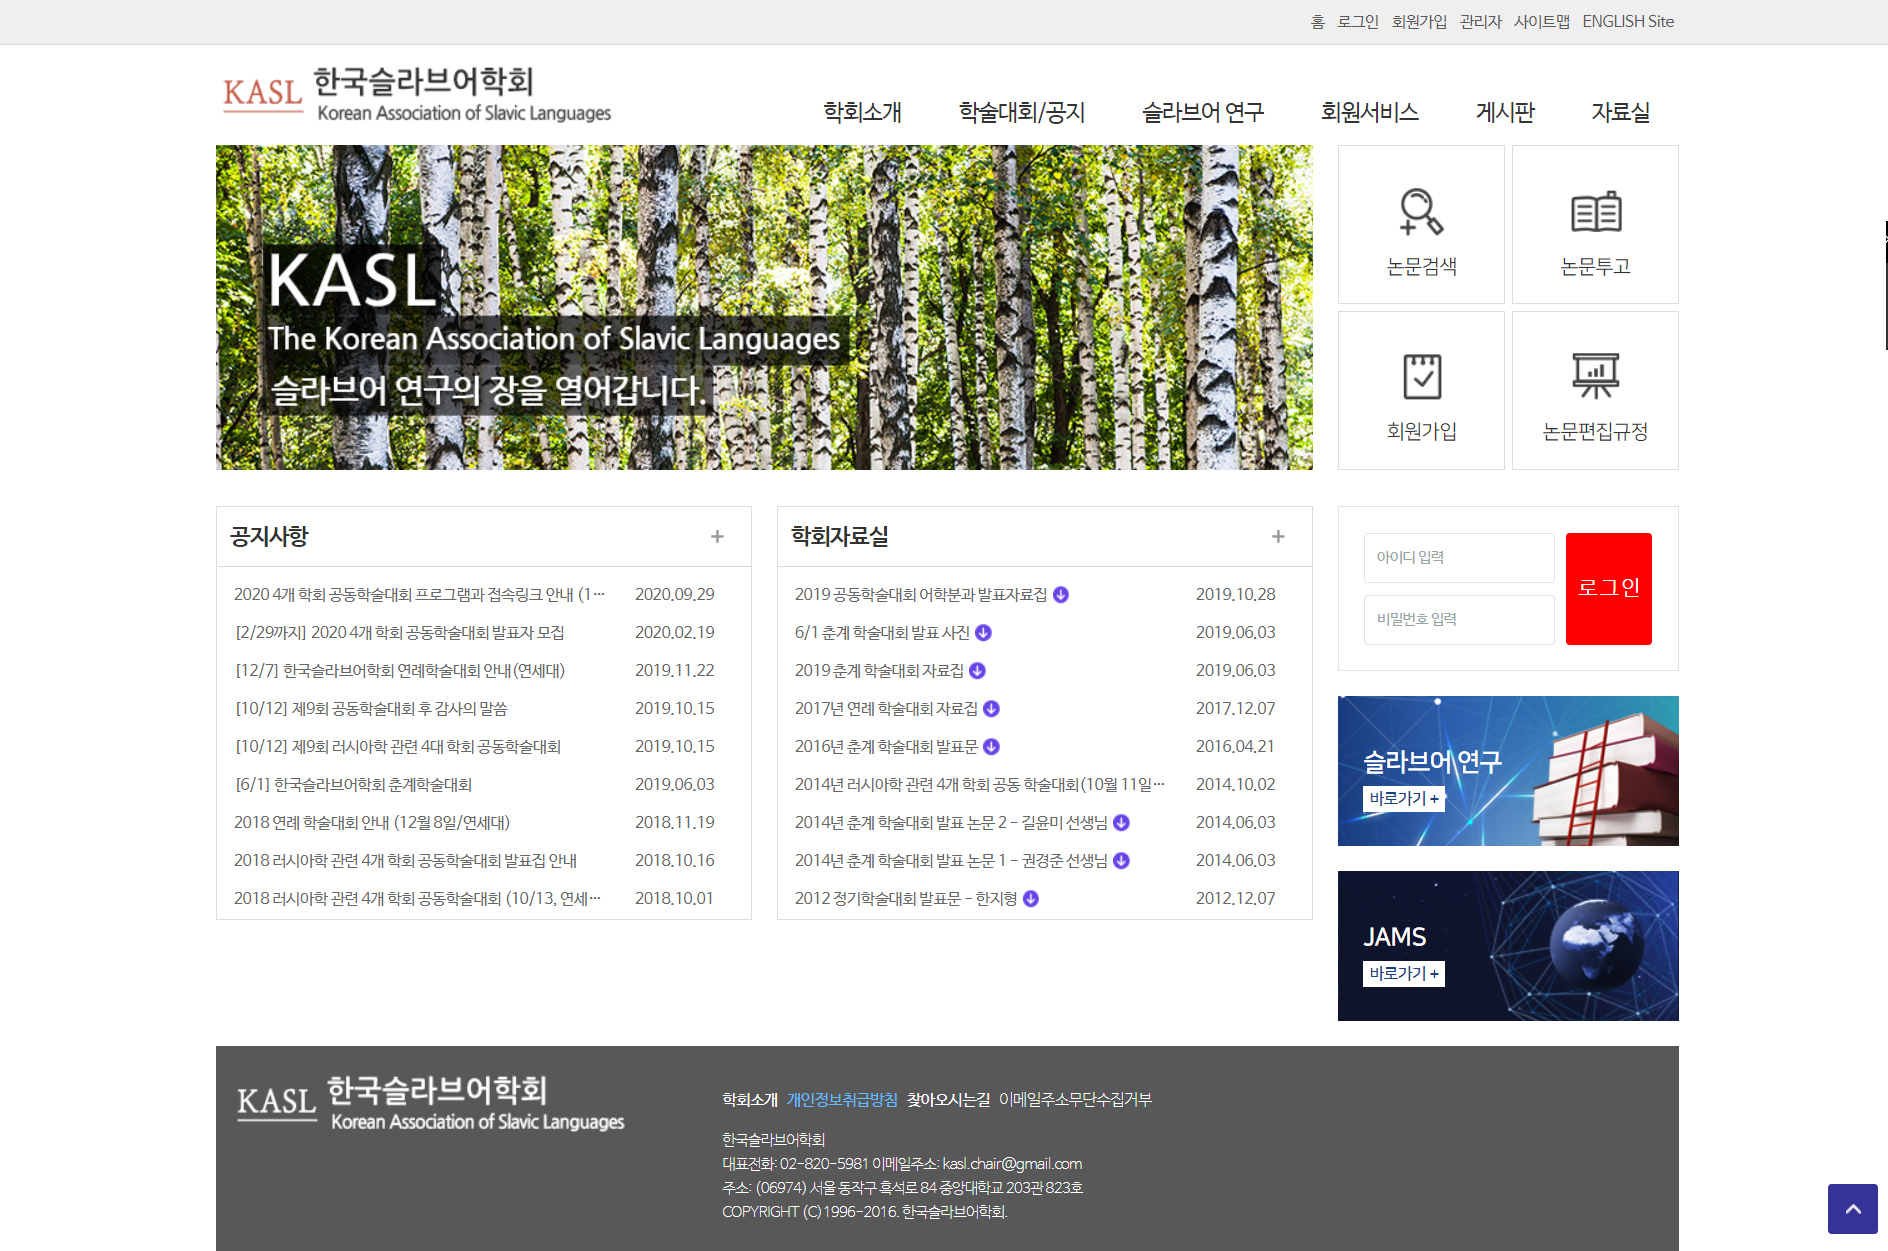 홈 로그인 회원가입 관리자 사이트맵 ENGLISH Site
KASL 한국슬라브어학회
Korean Association of Slavic Languages
학회소개 학술대회/공지 슬라브어 연구 회원서비스 게시판 자료실
KASL
The Korean Association of Slavic Languages
슬라브어 연구의 장을 열어갑니다.
논문검색 논문투고
회원가입 논문편집규정
공지사항 +
2020 4개 학회 공동학술대회 프로그램과 접속링크 안내 (1… 2020.09.29
[2/29까지] 2020 4개 학회 공동학술대회 발표자 모집 2020.02.19
[12/7] 한국슬라브어학회 연례학술대회 안내(연세대) 2019.11.22
[10/12] 제9회 공동학술대회 후 감사의 말씀 2019.10.15
[10/12] 제9회 러시아학 관련 4대 학회 공동학술대회 2019.10.15
[6/1] 한국슬라브어학회 춘계학술대회 2019.06.03
2018 연례 학술대회 안내 (12월 8일/연세대) 2018.11.19
2018 러시아학 관련 4개 학회 공동학술대회 발표집 안내 2018.10.16
2018 러시아학 관련 4개 학회 공동학술대회 (10/13, 연세… 2018.10.01
학회자료실 +
2019 공동학술대회 어학분과 발표자료집 2019.10.28
6/1 춘계 학술대회 발표 사진 2019.06.03
2019 춘계 학술대회 자료집 2019.06.03
2017년 연례 학술대회 자료집 2017.12.07
2016년 춘계 학술대회 발표문 2016.04.21
2014년 러시아학 관련 4개 학회 공동 학술대회(10월 11일… 2014.10.02
2014년 춘계 학술대회 발표 논문 2 - 길윤미 선생님 2014.06.03
2014년 춘계 학술대회 발표 논문 1 - 권경준 선생님 2014.06.03
2012 정기학술대회 발표문 - 한지형 2012.12.07
아이디 입력
비밀번호 입력
로그인
슬라브어 연구
바로가기 +
JAMS
바로가기 +
KASL 한국슬라브어학회
Korean Association of Slavic Languages
학회소개 개인정보취급방침 찾아오시는길 이메일주소무단수집거부
한국슬라브어학회
대표전화: 02-820-5981 이메일주소: kasl.chair@gmail.com
주소: (06974) 서울 동작구 흑석로 84 중앙대학교 203관 823호
COPYRIGHT (C) 1996-2016. 한국슬라브어학회.